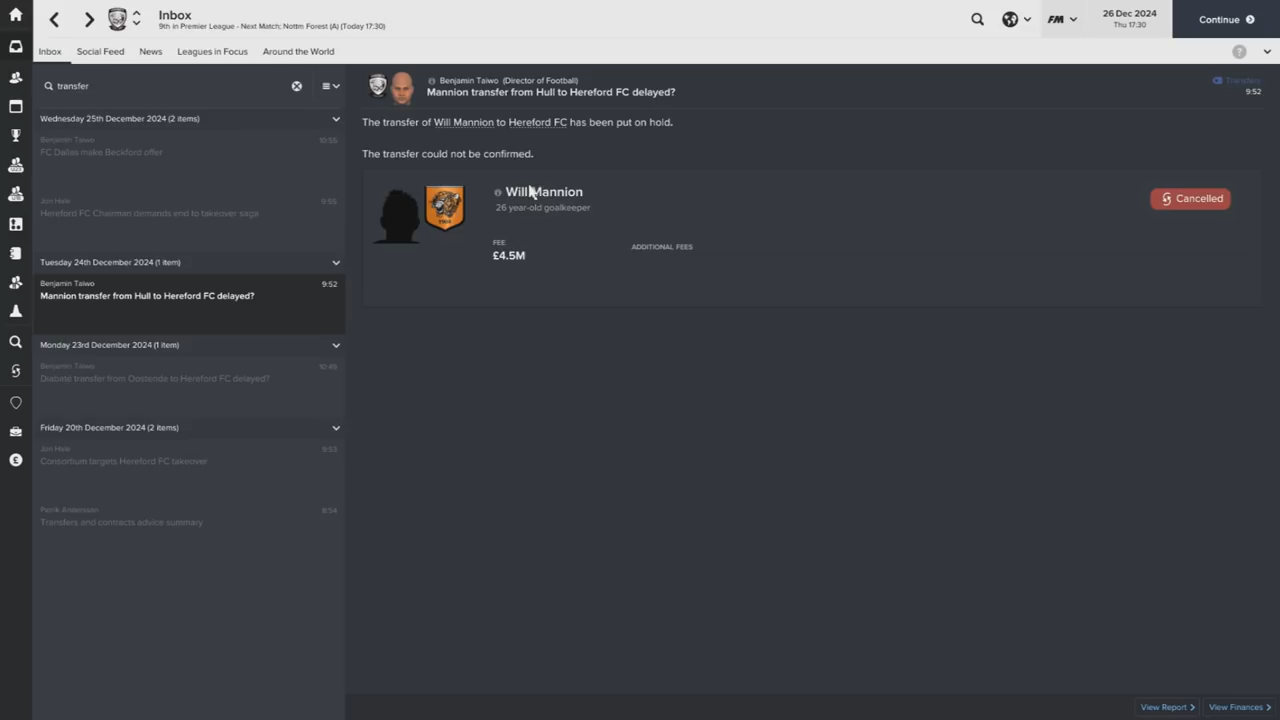 Inbox
9th in Premier League - Next Match: Nottm Forest (A) (Today 17:30)
FM
26 Dec 2024
Thu 17:30
Continue
Inbox
Social Feed
News
Leagues in Focus
Around the World
?
transfer
Wednesday 25th December 2024 (2 items)
Benjamin Taiwo
10:55
FC Dallas make Beckford offer
Jon Hale
9:55
Hereford FC Chairman demands end to takeover saga
Tuesday 24th December 2024 (1 item)
Benjamin Taiwo
9:52
Mannion transfer from Hull to Hereford FC delayed?
Monday 23rd December 2024 (1 item)
Benjamin Taiwo
10:45
Diabate transfer from Oostende to Hereford FC delayed?
Friday 20th December 2024 (2 items)
Jon Hale
9:53
Consortium targets Hereford FC takeover
Patrik Andersson
8:54
Transfers and contracts advice summary
Benjamin Taiwo (Director of Football)
Mannion transfer from Hull to Hereford FC delayed?
Transfers
9:52
The transfer of Will Mannion to Hereford FC has been put on hold.
The transfer could not be confirmed.
Will Mannion
26 year-old goalkeeper
Cancelled
FEE
£4.5M
ADDITIONAL FEES
View Report
View Finances